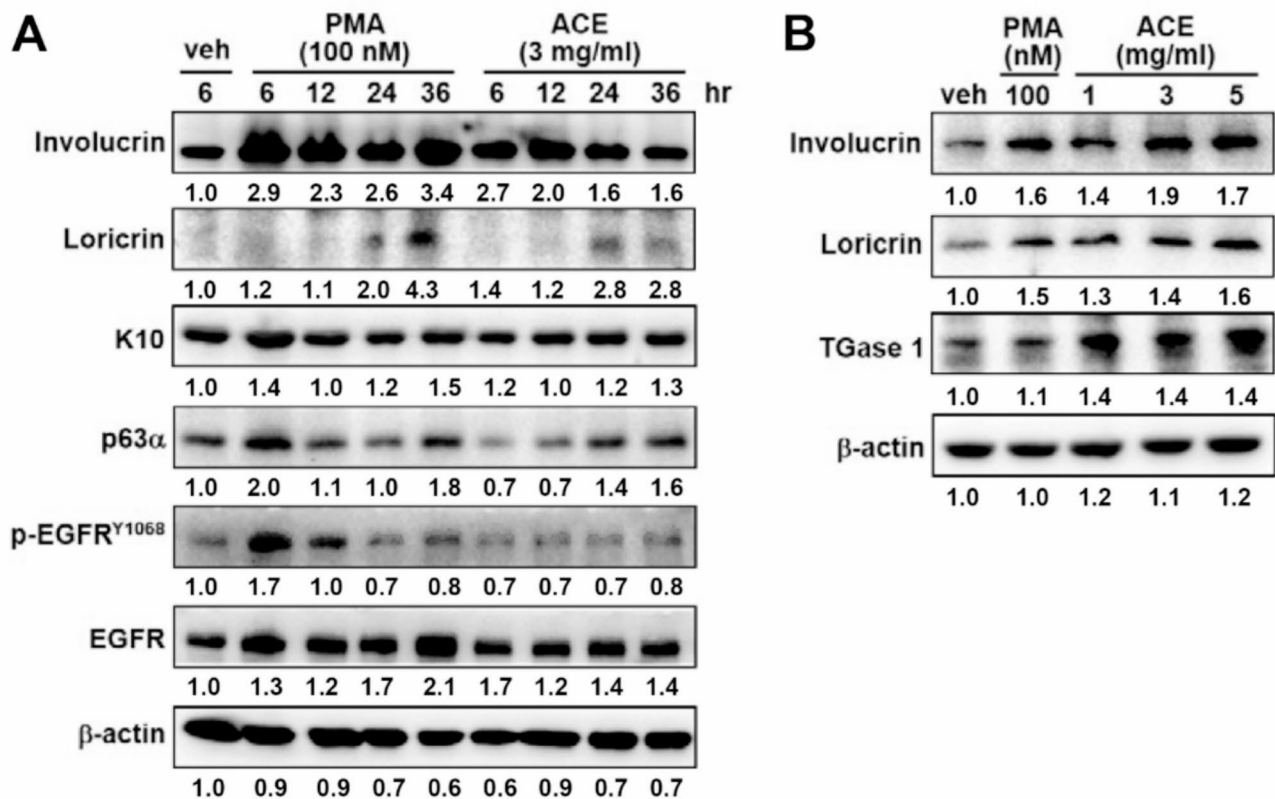 A
PMA ACE
veh (100 nM) (3 mg/ml)
6 6 12 24 36 6 12 24 36 hr
Involucrin
1.0 2.9 2.3 2.6 3.4 2.7 2.0 1.6 1.6
Loricrin
1.0 1.2 1.1 2.0 4.3 1.4 1.2 2.8 2.8
K10
1.0 1.4 1.0 1.2 1.5 1.2 1.0 1.2 1.3
p63α
1.0 2.0 1.1 1.0 1.8 0.7 0.7 1.4 1.6
p-EGFR^Y1068
1.0 1.7 1.0 0.7 0.8 0.7 0.7 0.7 0.8
EGFR
1.0 1.3 1.2 1.7 2.1 1.7 1.2 1.4 1.4
β-actin
1.0 0.9 0.9 0.7 0.6 0.6 0.9 0.7 0.7
B
PMA ACE
(nM) (mg/ml)
veh 100 1 3 5
Involucrin
1.0 1.6 1.4 1.9 1.7
Loricrin
1.0 1.5 1.3 1.4 1.6
TGase 1
1.0 1.1 1.4 1.4 1.4
β-actin
1.0 1.0 1.2 1.1 1.2